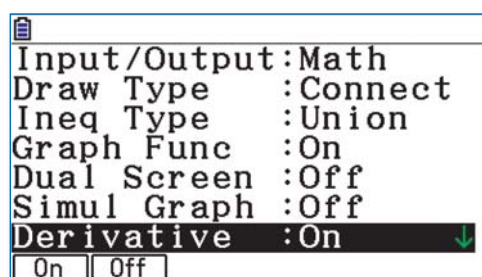 Input/Output:Math
Draw Type :Connect
Ineq Type :Union
Graph Func :On
Dual Screen :Off
Simul Graph :Off
Derivative :On ↓
On Off